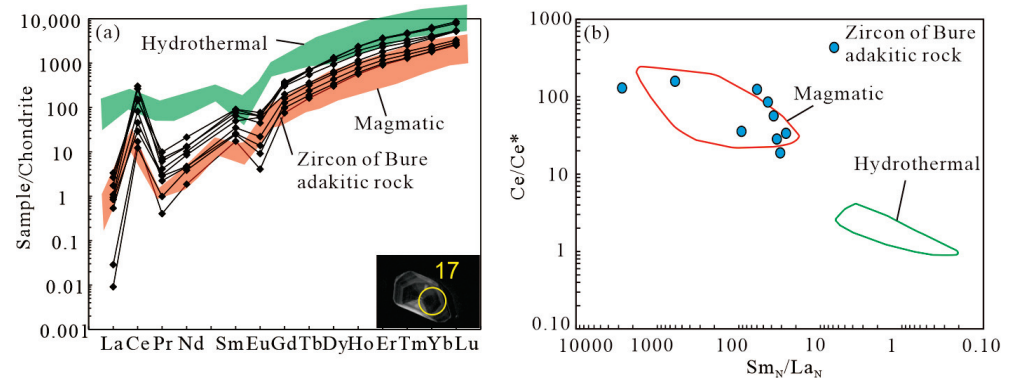 (a)
Sample/Chondrite
10,000
1000
100
10
1
0.1
0.01
0.001
Hydrothermal
Magmatic
Zircon of Bure
adakitic rock
17
La Ce Pr Nd Sm Eu Gd Tb Dy Ho Er Tm Yb Lu
(b)
Ce/Ce*
1000
100
10
1
0.10
Zircon of Bure
adakitic rock
Magmatic
Hydrothermal
10000 1000 100 10 1 0.10
Smₙ/Laₙ